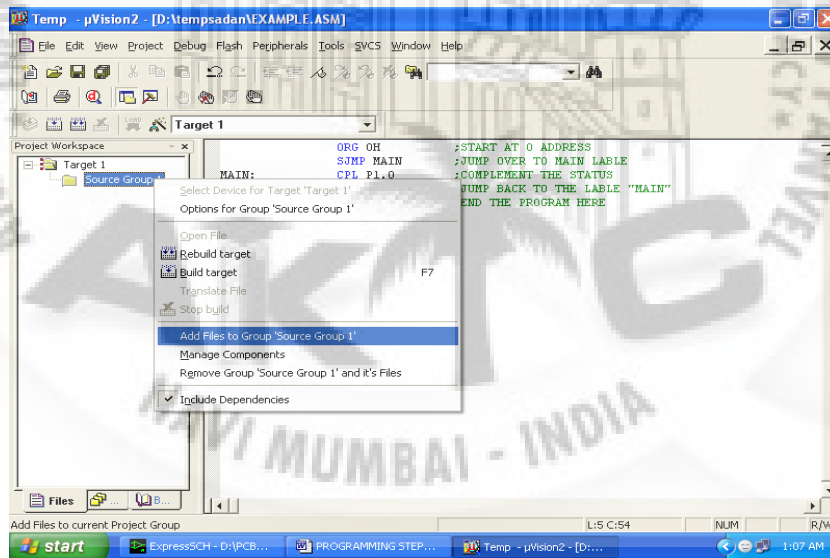 Temp - µVision2 - [D:\tempsadan\EXAMPLE.ASM]
File Edit View Project Debug Flash Peripherals Tools SVCS Window Help
Target 1
Project Workspace
Target 1
Source Group 1
ORG 0H ;START AT 0 ADDRESS
SJMP MAIN ;JUMP OVER TO MAIN LABLE
MAIN: CPL P1.0 ;COMPLEMENT THE STATUS
JUMP BACK TO THE LABLE "MAIN"
END THE PROGRAM HERE
Select Device for Target 'Target 1'
Options for Group 'Source Group 1'
Open File
Rebuild target
Build target F7
Translate File
Stop build
Add Files to Group 'Source Group 1'
Manage Components
Remove Group 'Source Group 1' and it's Files
Include Dependencies
AKTC
NAVI MUMBAI - INDIA
Files ... B...
Add Files to current Project Group L:5 C:54 NUM R/W
start ExpressSCH - D:\PCB... PROGRAMMING STEP... Temp - µVision2 - [D:... 1:07 AM